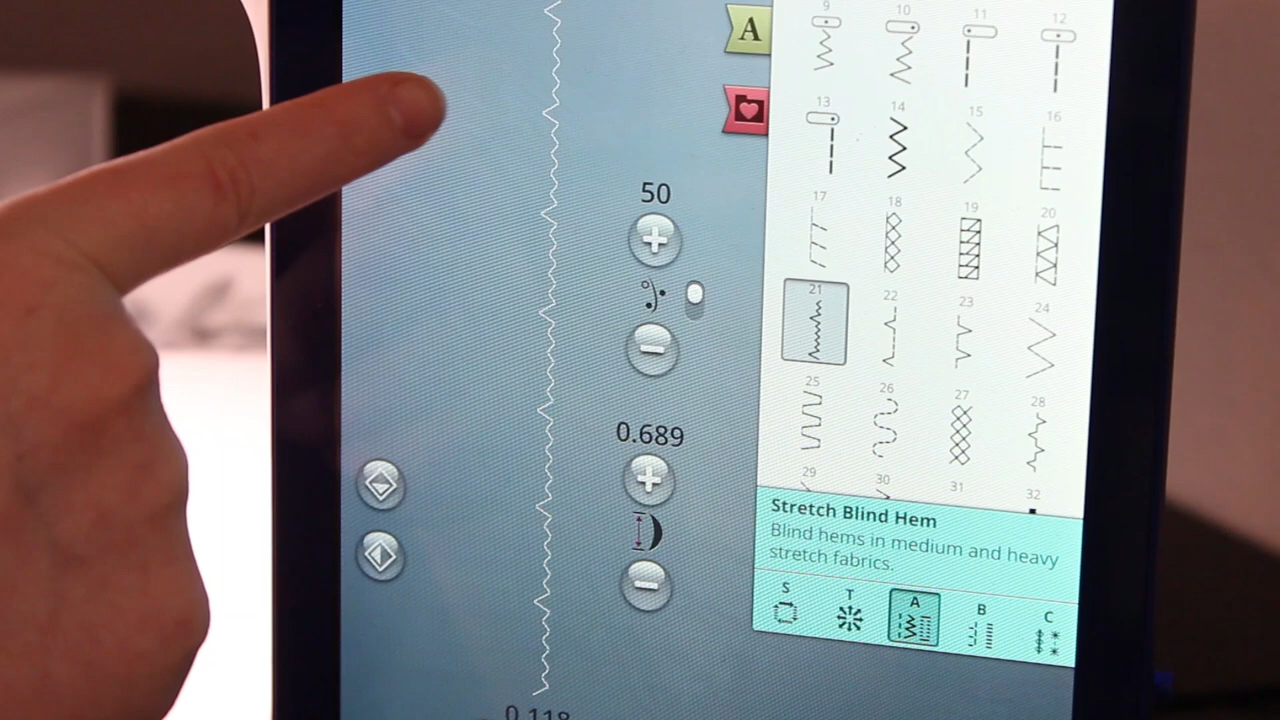 A
50
0.689
0.118
9 10 11 12
13 14 15 16
17 18 19 20
21 22 23 24
25 26 27 28
29 30 31 32
Stretch Blind Hem
Blind hems in medium and heavy
stretch fabrics.
S T A B C